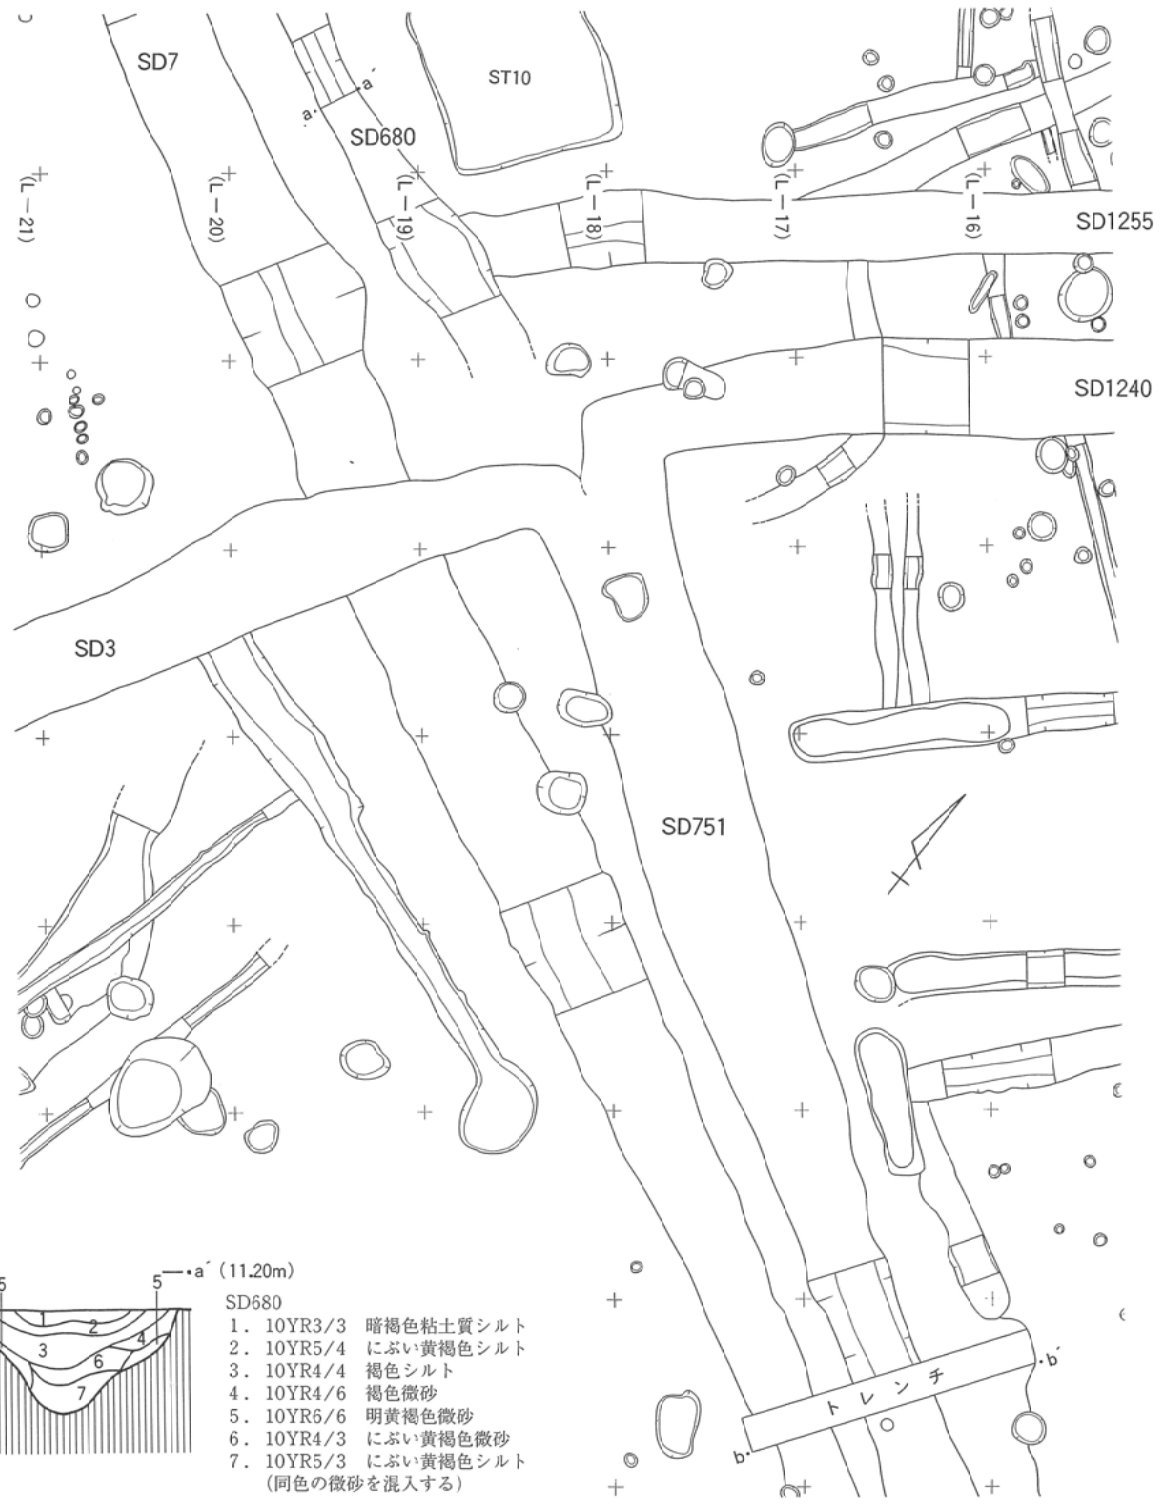 SD7
ST10
a
a´
SD680
(L—21)
(L—20)
(L—19)
(L—18)
(L—17)
(L—16)
SD1255
SD1240
SD3
SD751
トレンチ
b
b´
a´ (11.20m)
5
5
1
2
3
4
6
7
SD680
1. 10YR3/3 暗褐色粘土質シルト
2. 10YR5/4 にぶい黄褐色シルト
3. 10YR4/4 褐色シルト
4. 10YR4/6 褐色微砂
5. 10YR6/6 明黄褐色微砂
6. 10YR4/3 にぶい黄褐色微砂
7. 10YR5/3 にぶい黄褐色シルト
(同色の微砂を混入する)